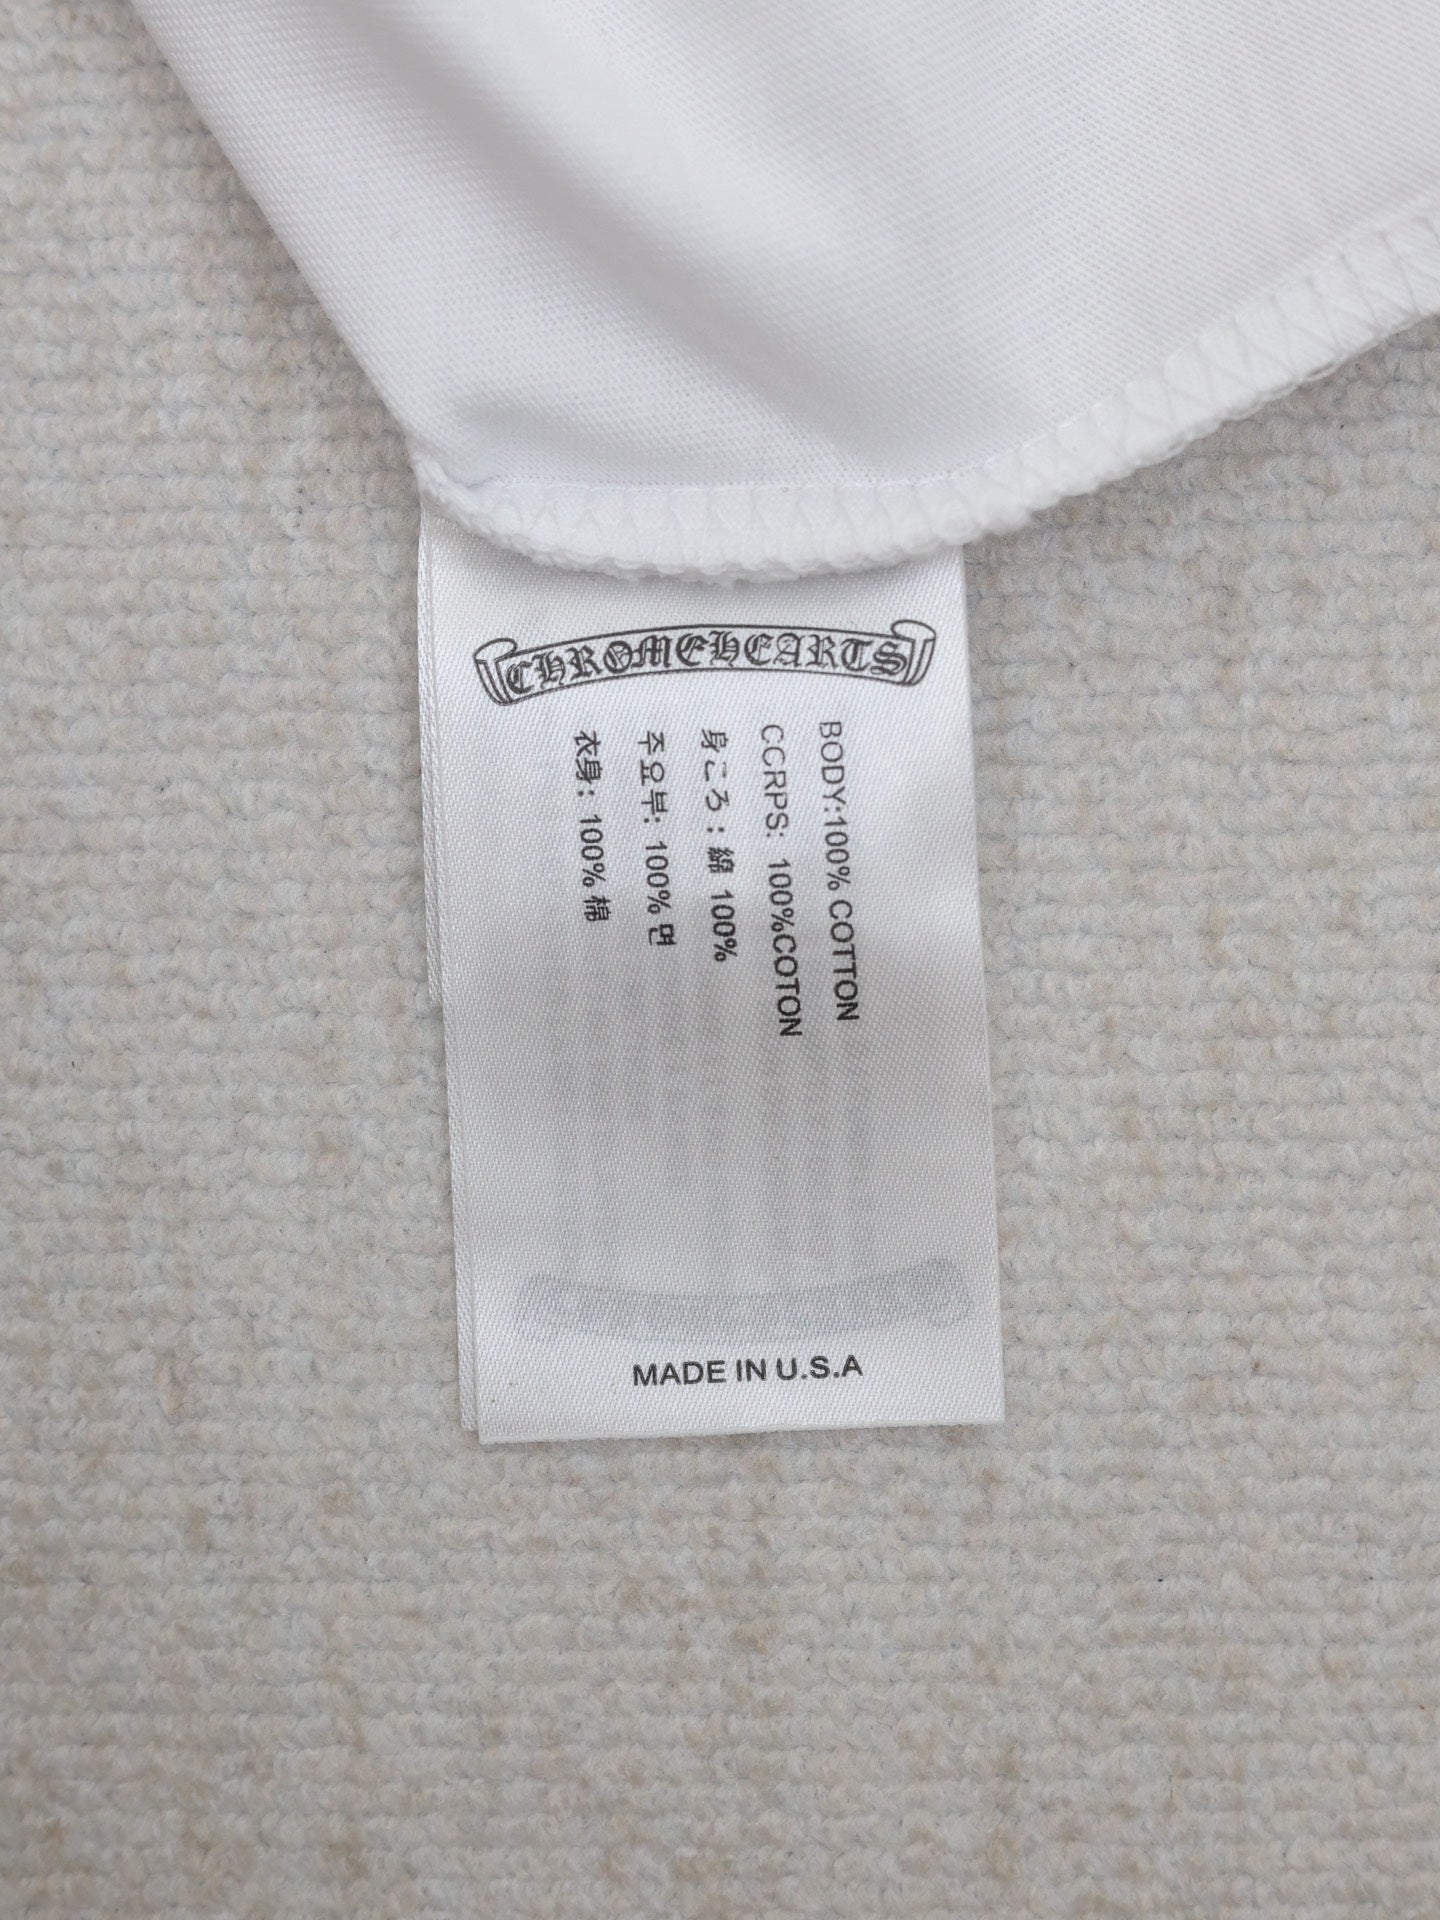 CHROMEHEARTS
BODY:100% COTTON
CCRPS: 100%COTON
身ころ：綿 100%
주요부: 100% 면
衣身: 100% 棉
MADE IN U.S.A